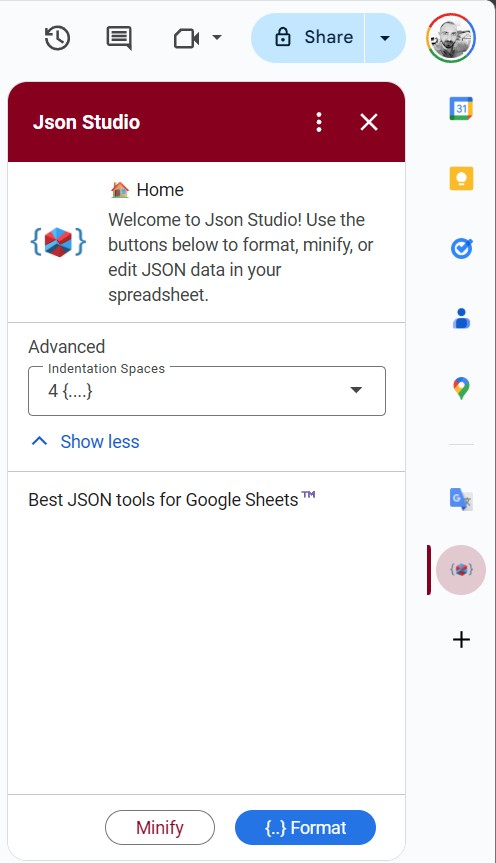 Share
31
Json Studio
🏠 Home
Welcome to Json Studio! Use the
buttons below to format, minify, or
edit JSON data in your
spreadsheet.
Advanced
Indentation Spaces
4 {....}
Show less
Best JSON tools for Google Sheets™
Minify
{..} Format